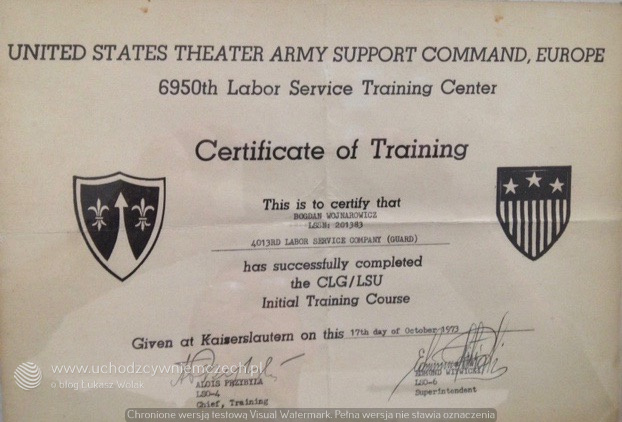 UNITED STATES THEATER ARMY SUPPORT COMMAND, EUROPE
6950th Labor Service Training Center
Certificate of Training
This is to certify that
BOGDAN WOJNAROWICZ
LSSN: 201383
4013RD LABOR SERVICE COMPANY (GUARD)
has successfully completed
the CLG/LSU
Initial Training Course
Given at Kaiserslautern on this 17th day of October 1973
www.uchodzcywniemczech.pl
o blog Łukasz Wolak
ALOIS PRZYBYLA
LSO-4
Chief, Training
EDMUND
LSO-6
Superintendent
Chronione wersją testową Visual Watermark. Pełna wersja nie stawia oznaczenia